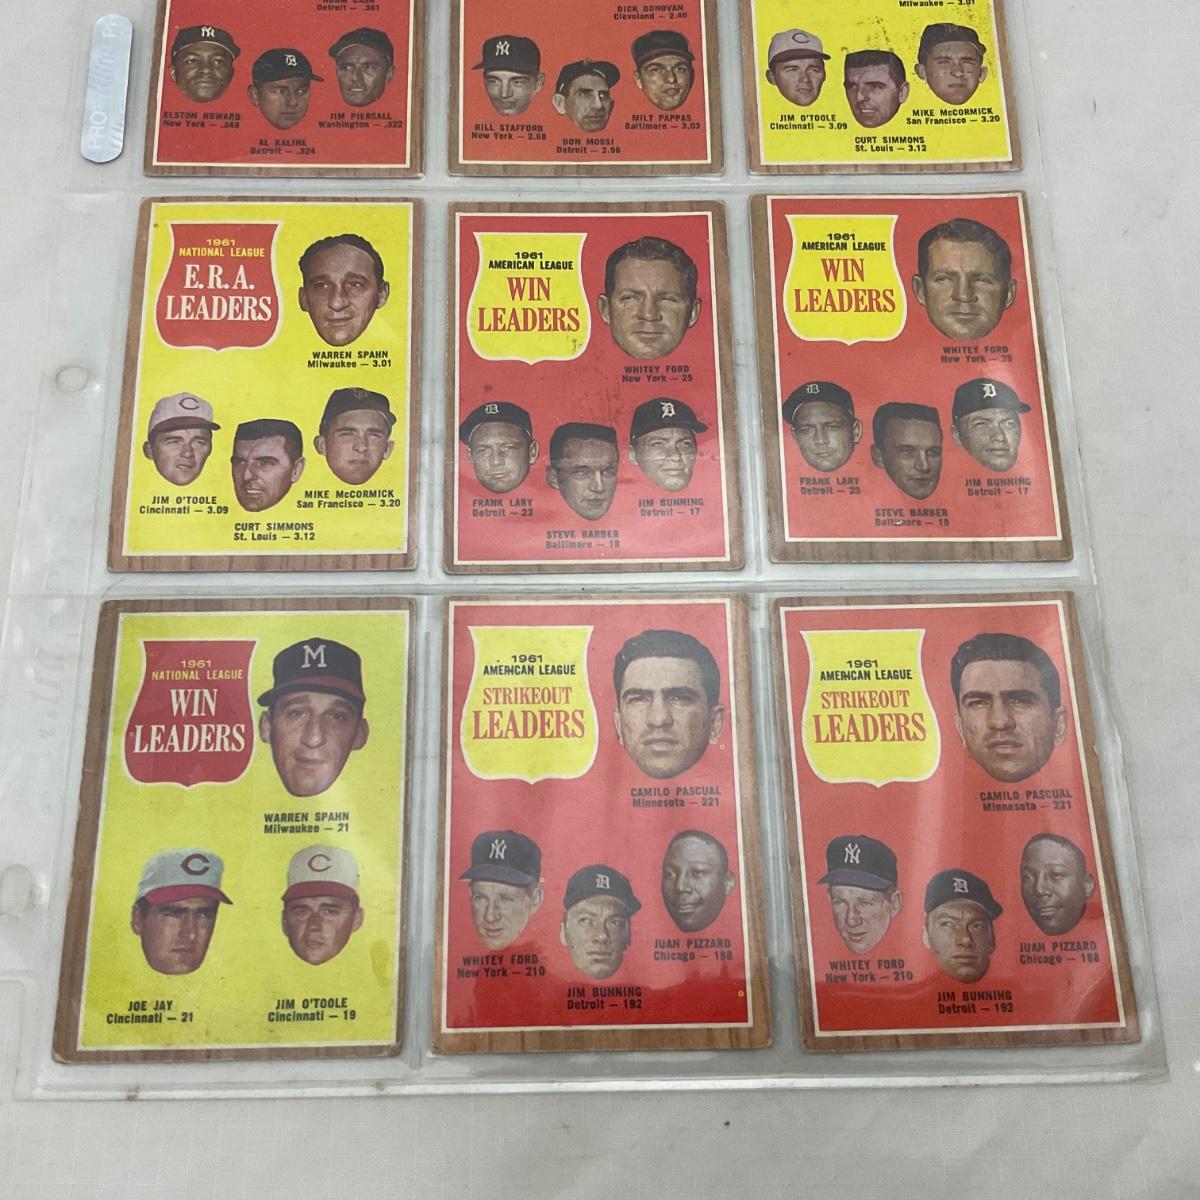 Detroit — .361
ELSTON HOWARD
New York — .348
JIM PIERSALL
Washington — .322
AL KALINE
Detroit — .324
DICK DONOVAN
Cleveland — 2.40
BILL STAFFORD
New York — 2.68
MILT PAPPAS
Baltimore — 3.03
DON MOSSI
Detroit — 2.96
Milwaukee — 3.01
JIM O'TOOLE
Cincinnati — 3.09
MIKE McCORMICK
San Francisco — 3.20
CURT SIMMONS
St. Louis — 3.12
PRO
1961
NATIONAL LEAGUE
E.R.A.
LEADERS
WARREN SPAHN
Milwaukee — 3.01
JIM O'TOOLE
Cincinnati — 3.09
MIKE McCORMICK
San Francisco — 3.20
CURT SIMMONS
St. Louis — 3.12
1961
AMERICAN LEAGUE
WIN
LEADERS
WHITEY FORD
New York — 25
FRANK LARY
Detroit — 23
JIM BUNNING
Detroit — 17
STEVE BARBER
Baltimore — 18
1961
AMERICAN LEAGUE
WIN
LEADERS
WHITEY FORD
New York — 25
FRANK LARY
Detroit — 23
JIM BUNNING
Detroit — 17
STEVE BARBER
Baltimore — 18
1961
NATIONAL LEAGUE
WIN
LEADERS
M
WARREN SPAHN
Milwaukee — 21
JOE JAY
Cincinnati — 21
JIM O'TOOLE
Cincinnati — 19
1961
AMERICAN LEAGUE
STRIKEOUT
LEADERS
CAMILO PASCUAL
Minnesota — 221
WHITEY FORD
New York — 210
JUAN PIZZARO
Chicago — 188
JIM BUNNING
Detroit — 192
1961
AMERICAN LEAGUE
STRIKEOUT
LEADERS
CAMILO PASCUAL
Minnesota — 221
WHITEY FORD
New York — 210
JUAN PIZZARO
Chicago — 188
JIM BUNNING
Detroit — 192